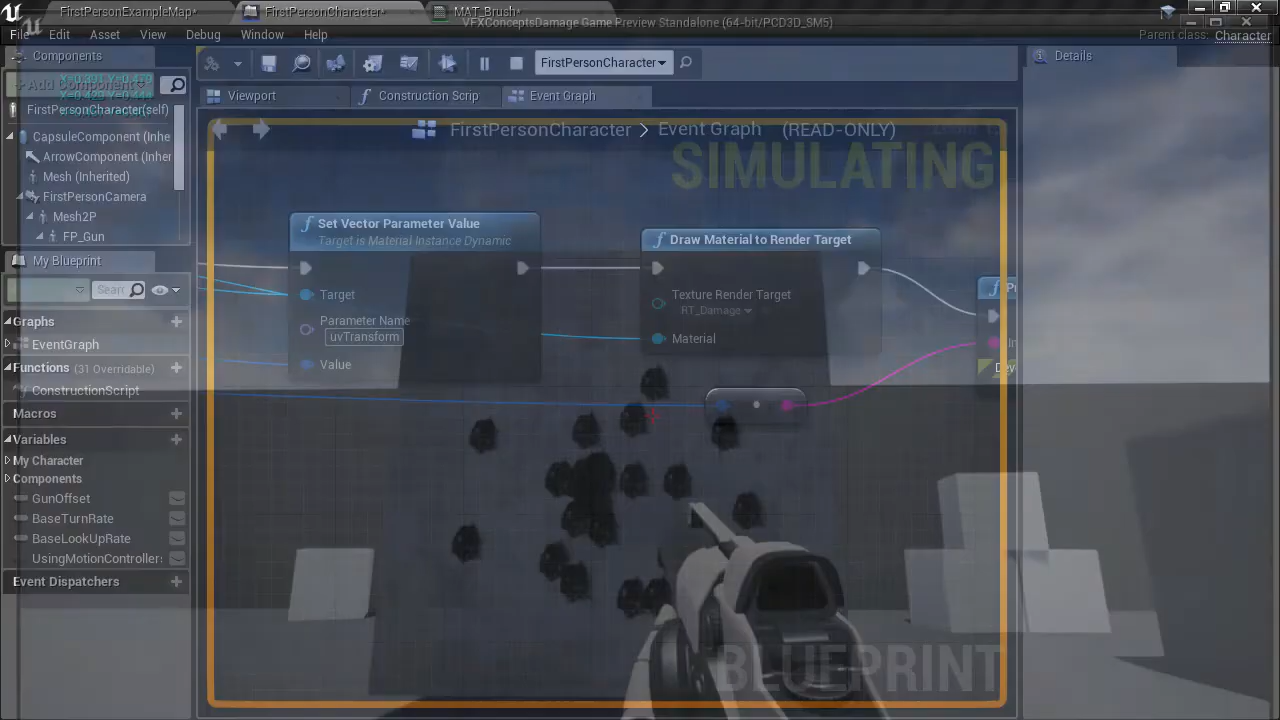 FirstPersonExampleMap*
FirstPersonCharacter*
MAT_Brush*
VFXConceptsDamage Game Preview Standalone (64-bit/PCD3D_SM5)
File Edit Asset View Debug Window Help
Parent class: Character
Components
Details
FirstPersonCharacter
Add Component
FirstPersonCharacter(self)
Viewport
Construction Scrip
Event Graph
CapsuleComponent (Inhe
ArrowComponent (Inher
Mesh (Inherited)
FirstPersonCamera
Mesh2P
FP_Gun
FirstPersonCharacter > Event Graph (READ-ONLY)
SIMULATING
Set Vector Parameter Value
Target is Material Instance Dynamic
Target
Parameter Name
uvTransform
Value
Draw Material to Render Target
Texture Render Target
RT_Damage
Material
My Blueprint
Sear
Graphs
EventGraph
Functions (31 Overridable)
ConstructionScript
Macros
Variables
My Character
Components
GunOffset
BaseTurnRate
BaseLookUpRate
UsingMotionControllers
Event Dispatchers
BLUEPRINT